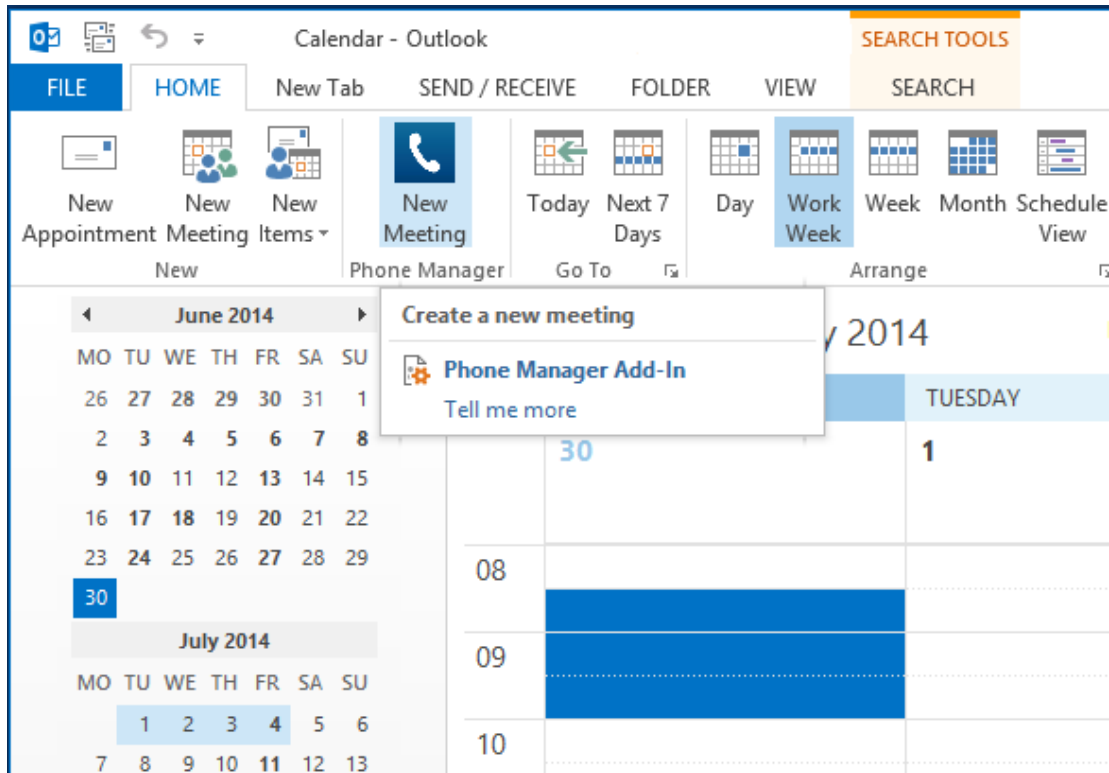 Calendar - Outlook
SEARCH TOOLS
FILE HOME New Tab SEND / RECEIVE FOLDER VIEW SEARCH
New Appointment
New Meeting
New Items
New Meeting
Today
Next 7 Days
Day
Work Week
Week
Month
Schedule View
New
Phone Manager
Go To
Arrange
June 2014
MO TU WE TH FR SA SU
26 27 28 29 30 31 1
2 3 4 5 6 7 8
9 10 11 12 13 14 15
16 17 18 19 20 21 22
23 24 25 26 27 28 29
30
July 2014
MO TU WE TH FR SA SU
1 2 3 4 5 6
7 8 9 10 11 12 13
Create a new meeting
Phone Manager Add-In
Tell me more
y 2014
TUESDAY
30 1
08
09
10